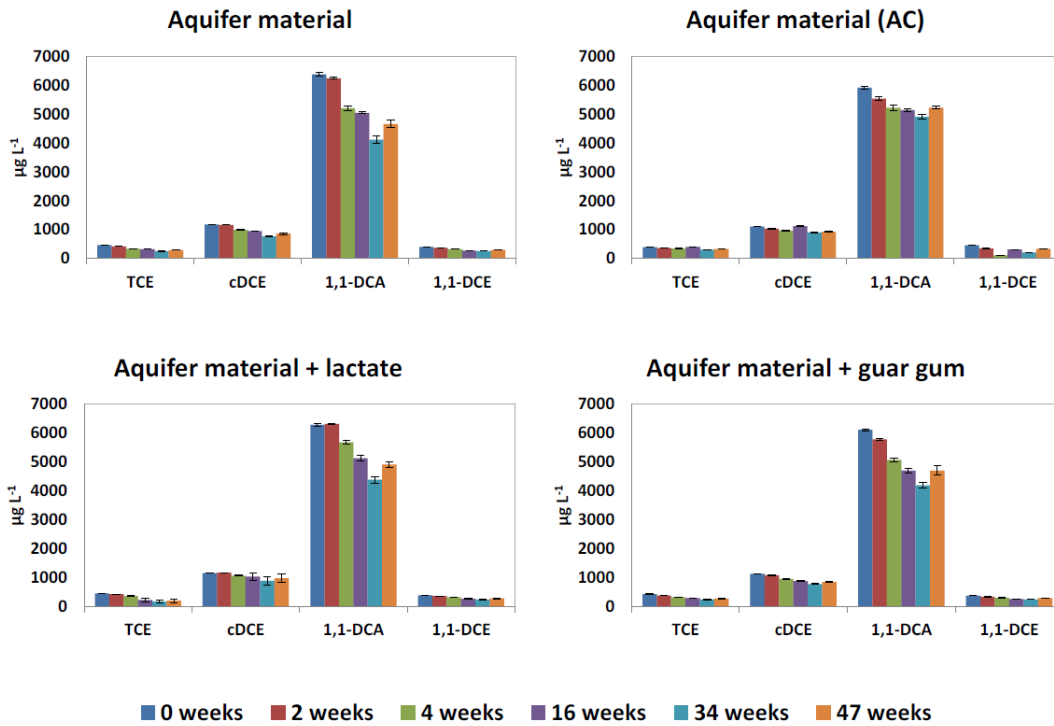 Aquifer material
7000
6000
5000
4000
3000
2000
1000
0
µg L-1
TCE cDCE 1,1-DCA 1,1-DCE
Aquifer material (AC)
7000
6000
5000
4000
3000
2000
1000
0
µg L-1
TCE cDCE 1,1-DCA 1,1-DCE
Aquifer material + lactate
7000
6000
5000
4000
3000
2000
1000
0
µg L-1
TCE cDCE 1,1-DCA 1,1-DCE
Aquifer material + guar gum
7000
6000
5000
4000
3000
2000
1000
0
µg L-1
TCE cDCE 1,1-DCA 1,1-DCE
0 weeks 2 weeks 4 weeks 16 weeks 34 weeks 47 weeks